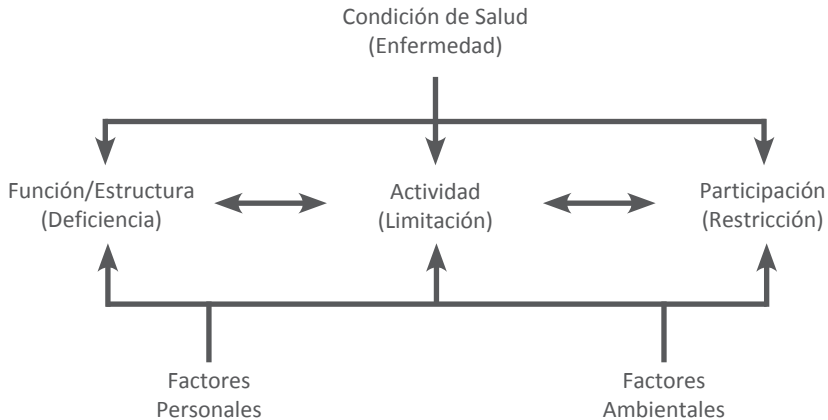 Condición de Salud
(Enfermedad)
Función/Estructura
(Deficiencia)
Actividad
(Limitación)
Participación
(Restricción)
Factores
Personales
Factores
Ambientales